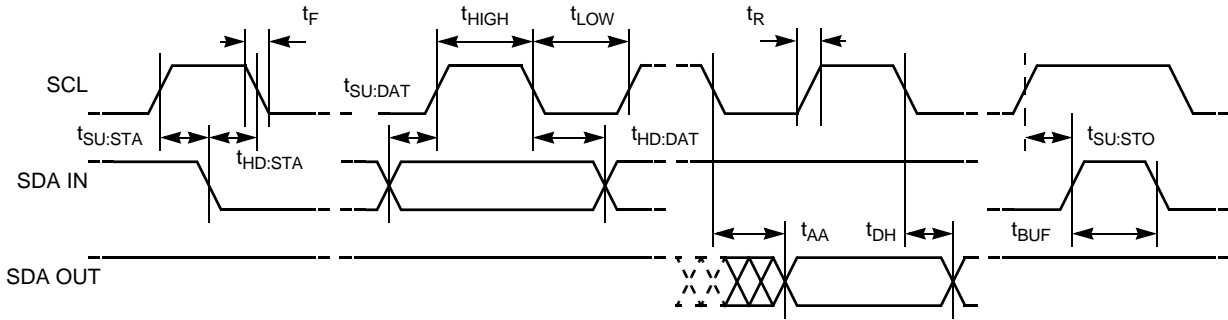 tF
tHIGH
tLOW
tR
SCL
tSU:DAT
tSU:STA
tHD:STA
tHD:DAT
tSU:STO
SDA IN
tAA
tDH
tBUF
SDA OUT